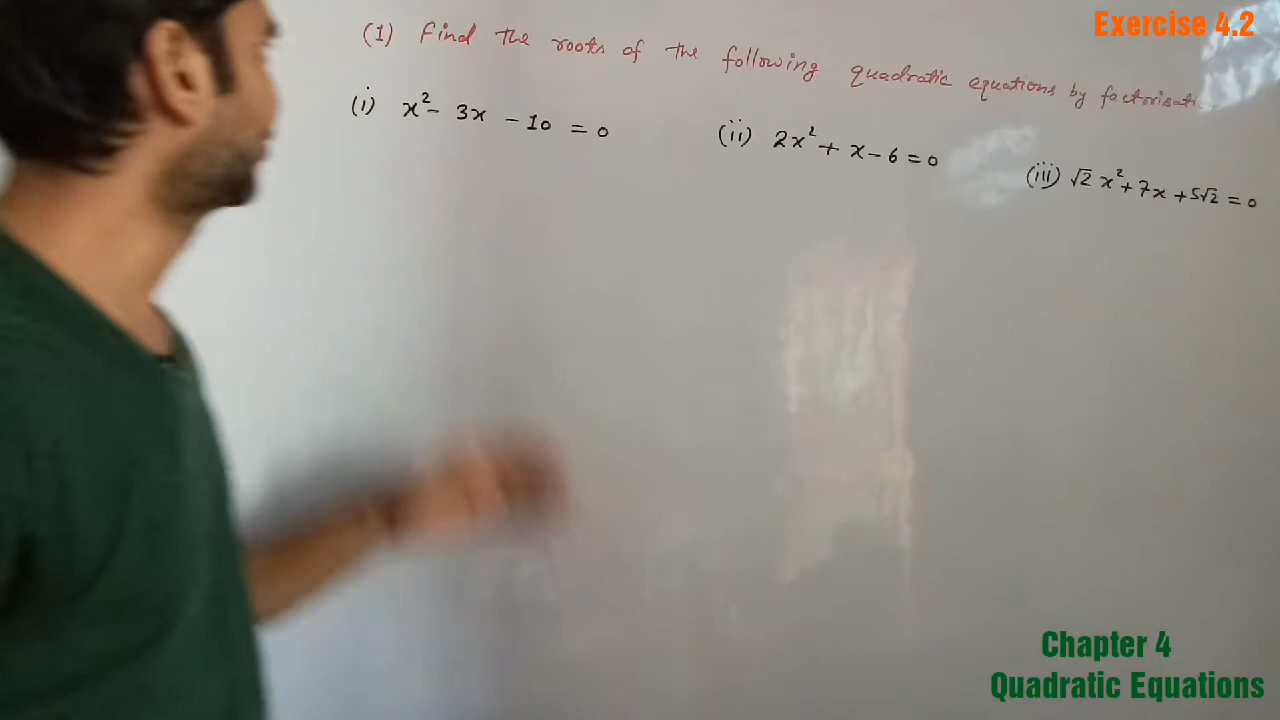 Exercise 4.2
(1) Find the roots of the following quadratic equations by factorisati
(i) x² - 3x - 10 = 0
(ii) 2x² + x - 6 = 0
(iii) √2 x² + 7x + 5√2 = 0
Chapter 4
Quadratic Equations